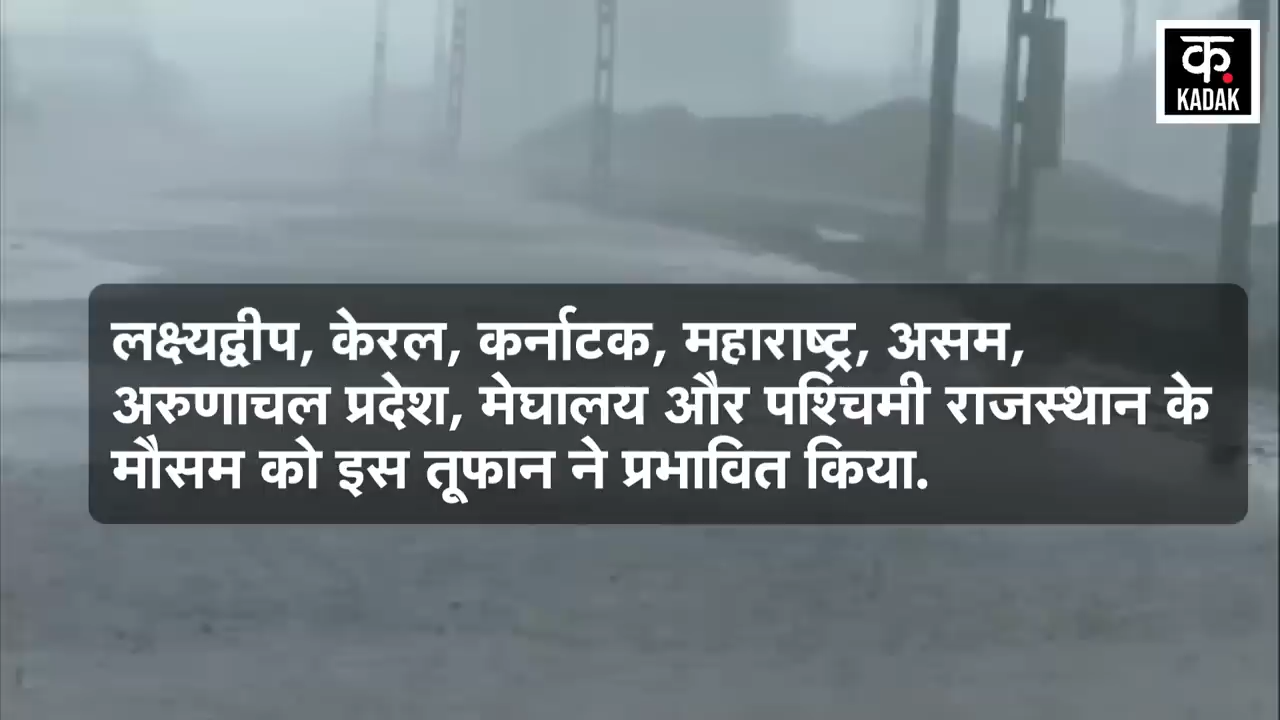 क.
KADAK
लक्ष्यद्वीप, केरल, कर्नाटक, महाराष्ट्र, असम,
अरुणाचल प्रदेश, मेघालय और पश्चिमी राजस्थान के
मौसम को इस तूफान ने प्रभावित किया.